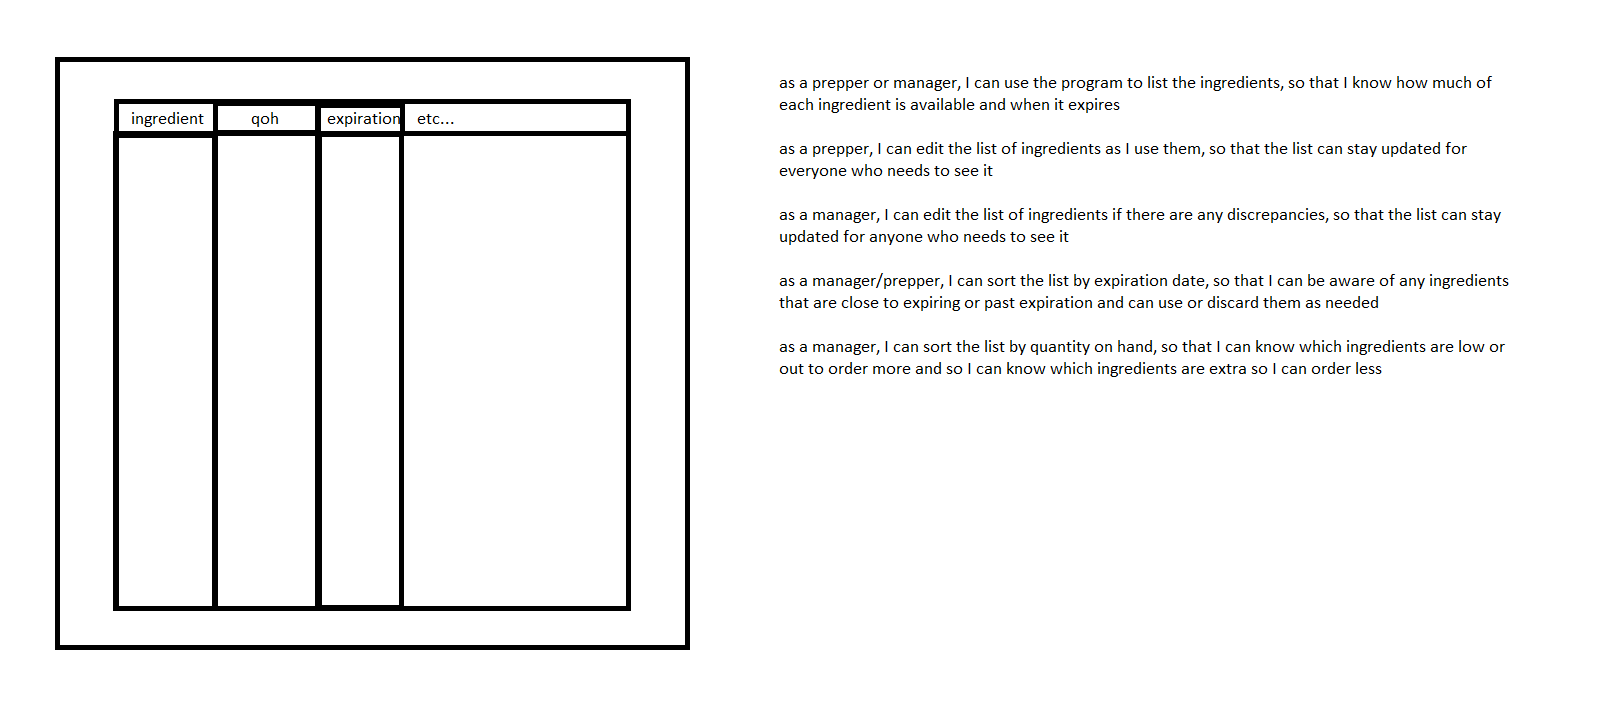 ingredient qoh expiration etc...
as a prepper or manager, I can use the program to list the ingredients, so that I know how much of
each ingredient is available and when it expires
as a prepper, I can edit the list of ingredients as I use them, so that the list can stay updated for
everyone who needs to see it
as a manager, I can edit the list of ingredients if there are any discrepancies, so that the list can stay
updated for anyone who needs to see it
as a manager/prepper, I can sort the list by expiration date, so that I can be aware of any ingredients
that are close to expiring or past expiration and can use or discard them as needed
as a manager, I can sort the list by quantity on hand, so that I can know which ingredients are low or
out to order more and so I can know which ingredients are extra so I can order less